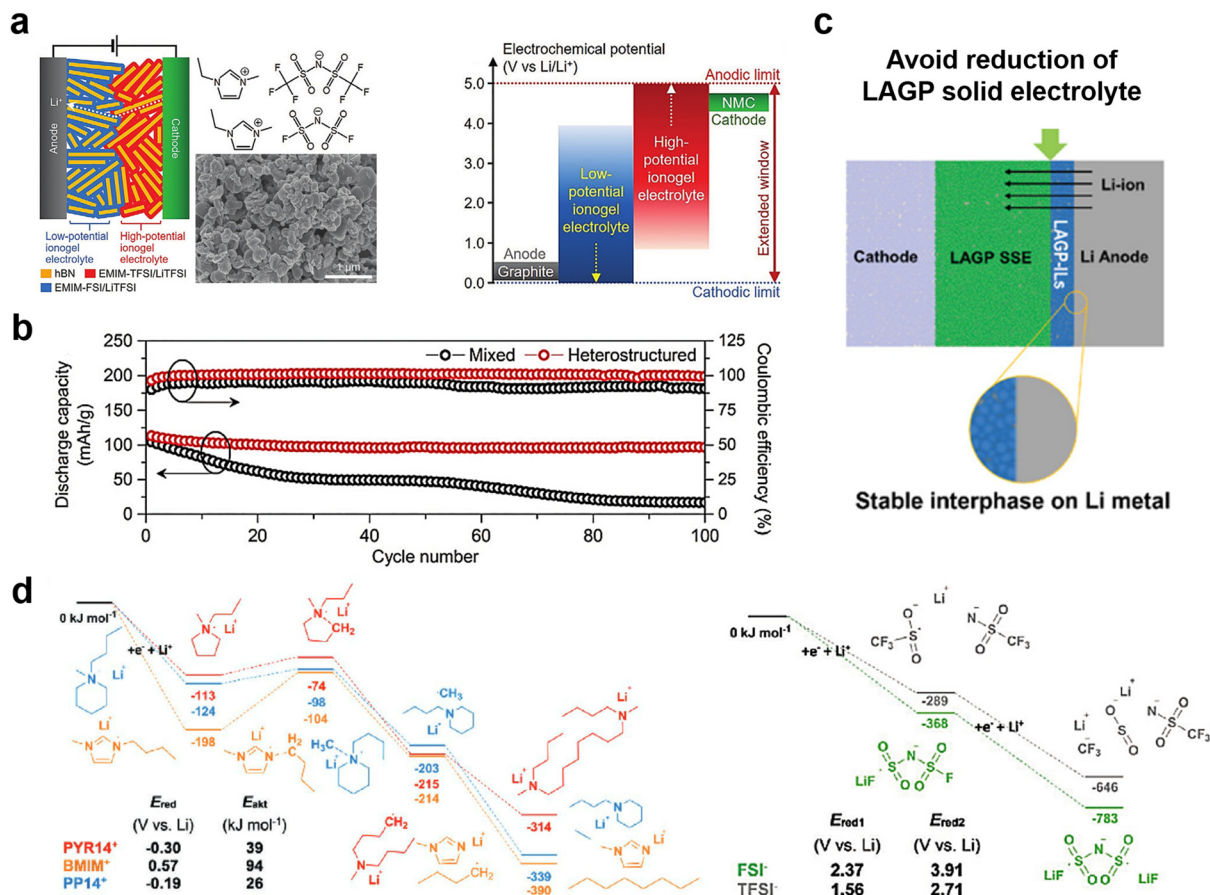 a
Li⁺
Anode
Cathode
Low-potential
ionogel
electrolyte
High-potential
ionogel
electrolyte
hBN
EMIM-TFSI/LiTFSI
EMIM-FSI/LiTFSI
N
N
⊕
O
O
⊖
O
O
S
N
S
F
F
F
F
F
F
N
N
⊕
O
O
⊖
O
O
F
S
N
S
F
1 μm
Electrochemical potential
(V vs Li/Li⁺)
5.0
4.0
3.0
2.0
1.0
0.0
Anodic limit
NMC
Cathode
High-
potential
ionogel
electrolyte
Low-
potential
ionogel
electrolyte
Anode
Graphite
Extended window
Cathodic limit
b
Discharge capacity
(mAh/g)
250
200
150
100
50
0
Mixed
Heterostructured
125
100
75
50
25
0
Coulombic efficiency
(%)
0
20
40
60
80
100
Cycle number
c
Avoid reduction of
LAGP solid electrolyte
Cathode
LAGP SSE
LAGP-ILs
Li-ion
Li Anode
Stable interphase on Li metal
d
0 kJ mol⁻¹
+e⁻ + Li⁺
-113
-124
-198
-74
-98
-104
-203
-215
-214
-314
-339
-390
E_red
E_akt
(V vs. Li)
(kJ mol⁻¹)
PYR14⁺ -0.30 39
BMIM⁺ 0.57 94
PP14⁺ -0.19 26
0 kJ mol⁻¹
+e⁻ + Li⁺
-289
-368
+e⁻ + Li⁺
-646
-783
E_red1
E_red2
(V vs. Li)
(V vs. Li)
FSI⁻ 2.37 3.91
TFSI⁻ 1.56 2.71